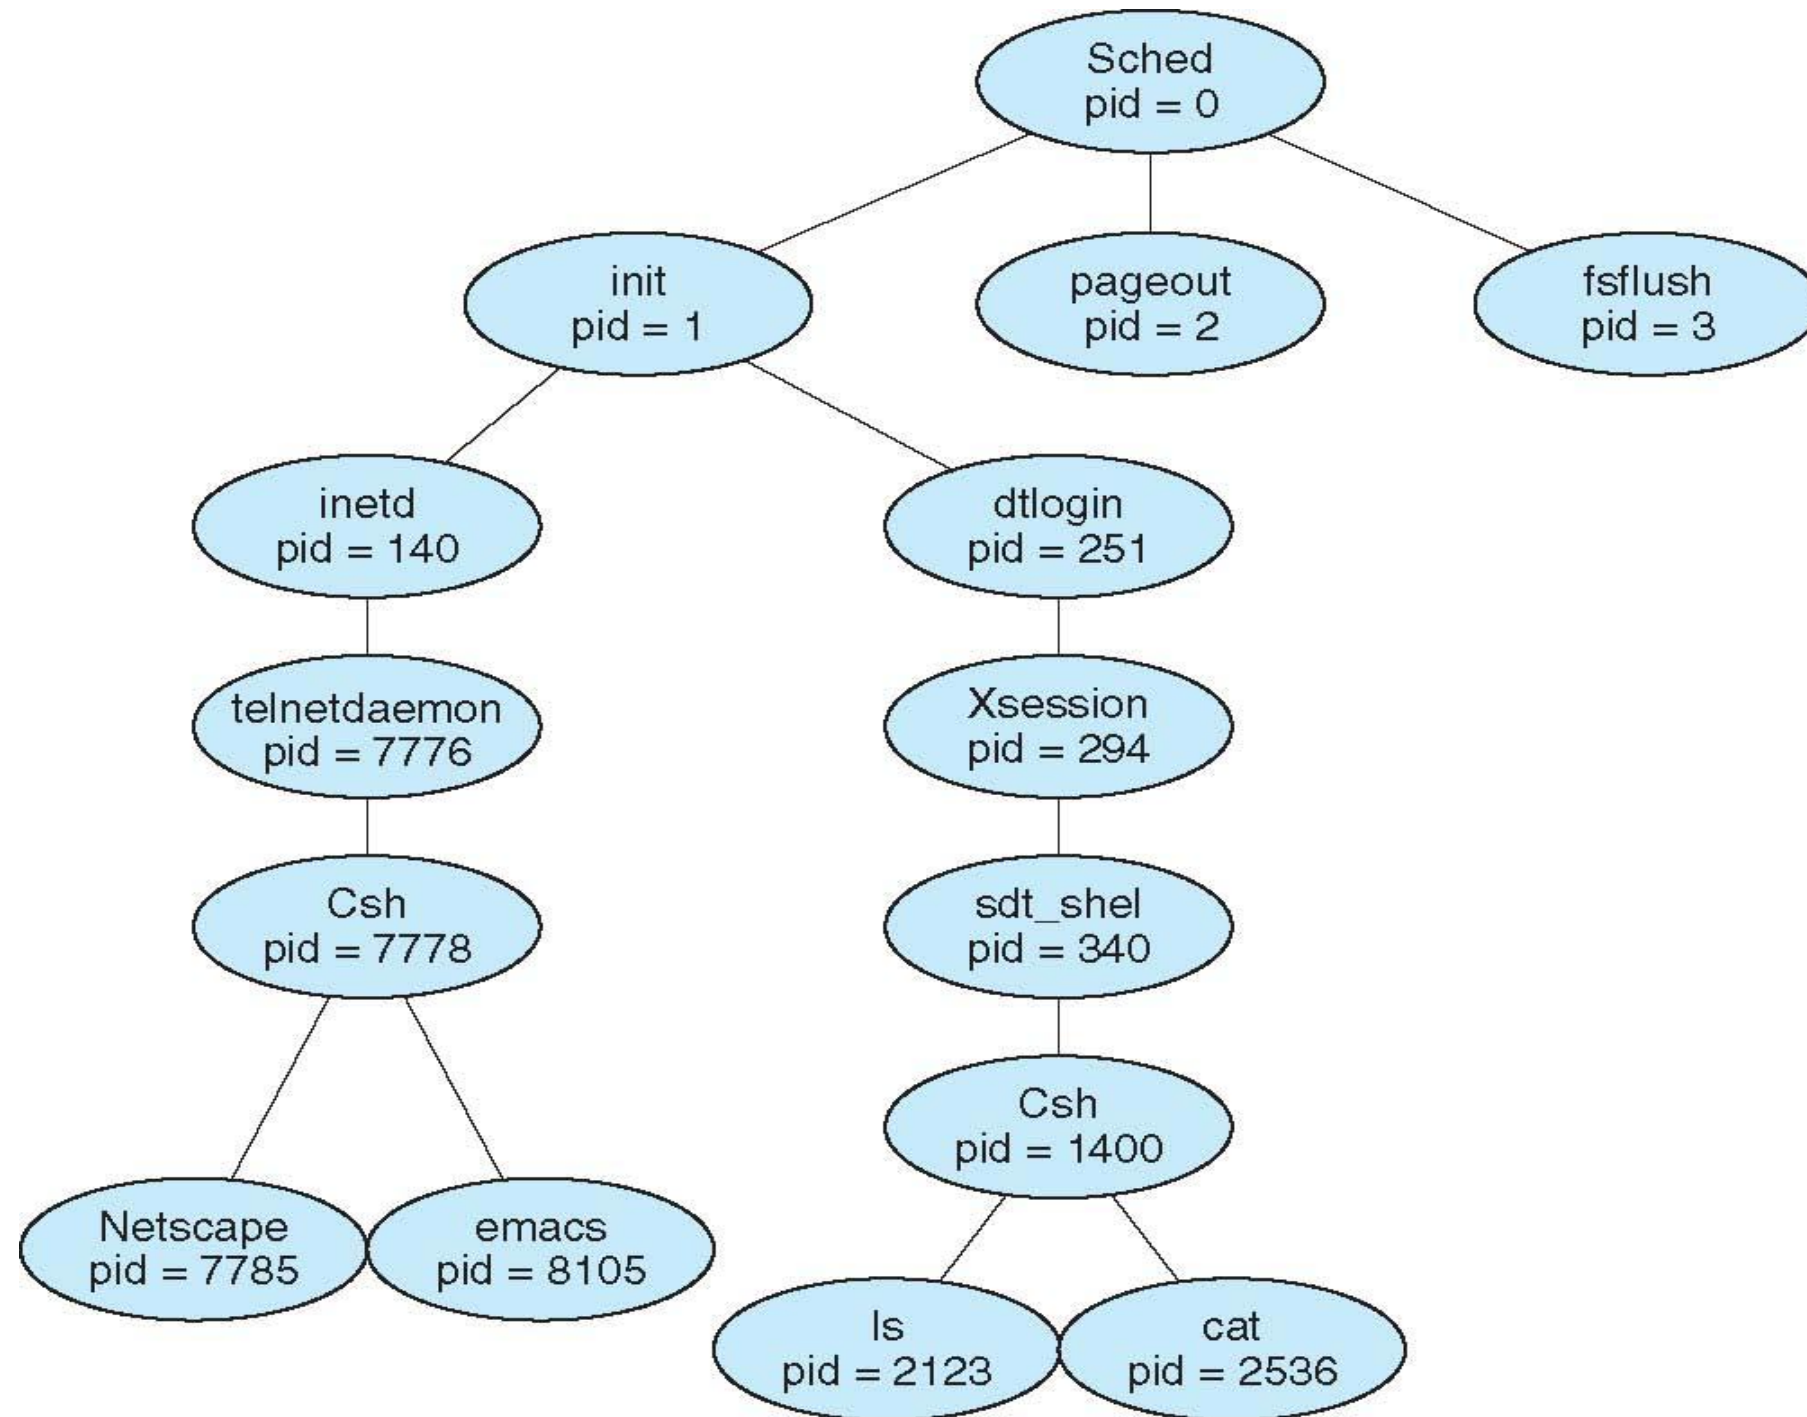 Sched
pid = 0
init
pid = 1
pageout
pid = 2
fsflush
pid = 3
inetd
pid = 140
dtlogin
pid = 251
telnetdaemon
pid = 7776
Xsession
pid = 294
Csh
pid = 7778
sdt_shel
pid = 340
Csh
pid = 1400
Netscape
pid = 7785
emacs
pid = 8105
ls
pid = 2123
cat
pid = 2536